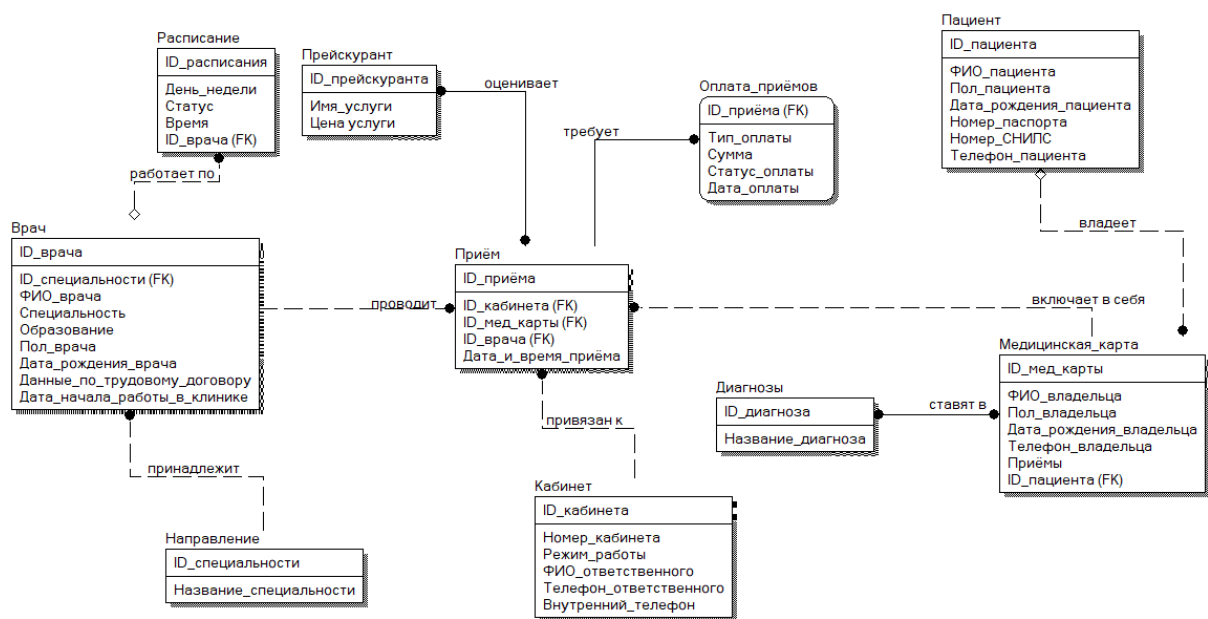 Расписание
ID_расписания
День_недели
Статус
Время
ID_врача (FK)
работает по
Прейскурант
ID_прейскуранта
Имя_услуги
Цена услуги
оценивает
Оплата_приёмов
ID_приёма (FK)
Тип_оплаты
Сумма
Статус_оплаты
Дата_оплаты
требует
Пациент
ID_пациента
ФИО_пациента
Пол_пациента
Дата_рождения_пациента
Номер_паспорта
Номер_СНИЛС
Телефон_пациента
владеет
Врач
ID_врача
ID_специальности (FK)
ФИО_врача
Специальность
Образование
Пол_врача
Дата_рождения_врача
Данные_по_трудовому_договору
Дата_начала_работы_в_клинике
проводит
Приём
ID_приёма
ID_кабинета (FK)
ID_мед_карты (FK)
ID_врача (FK)
Дата_и_время_приёма
включает в себя
Медицинская_карта
ID_мед_карты
ФИО_владельца
Пол_владельца
Дата_рождения_владельца
Телефон_владельца
Приёмы
ID_пациента (FK)
Диагнозы
ID_диагноза
Название_диагноза
ставят в
привязан к
принадлежит
Кабинет
ID_кабинета
Номер_кабинета
Режим_работы
ФИО_ответственного
Телефон_ответственного
Внутренний_телефон
Направление
ID_специальности
Название_специальности